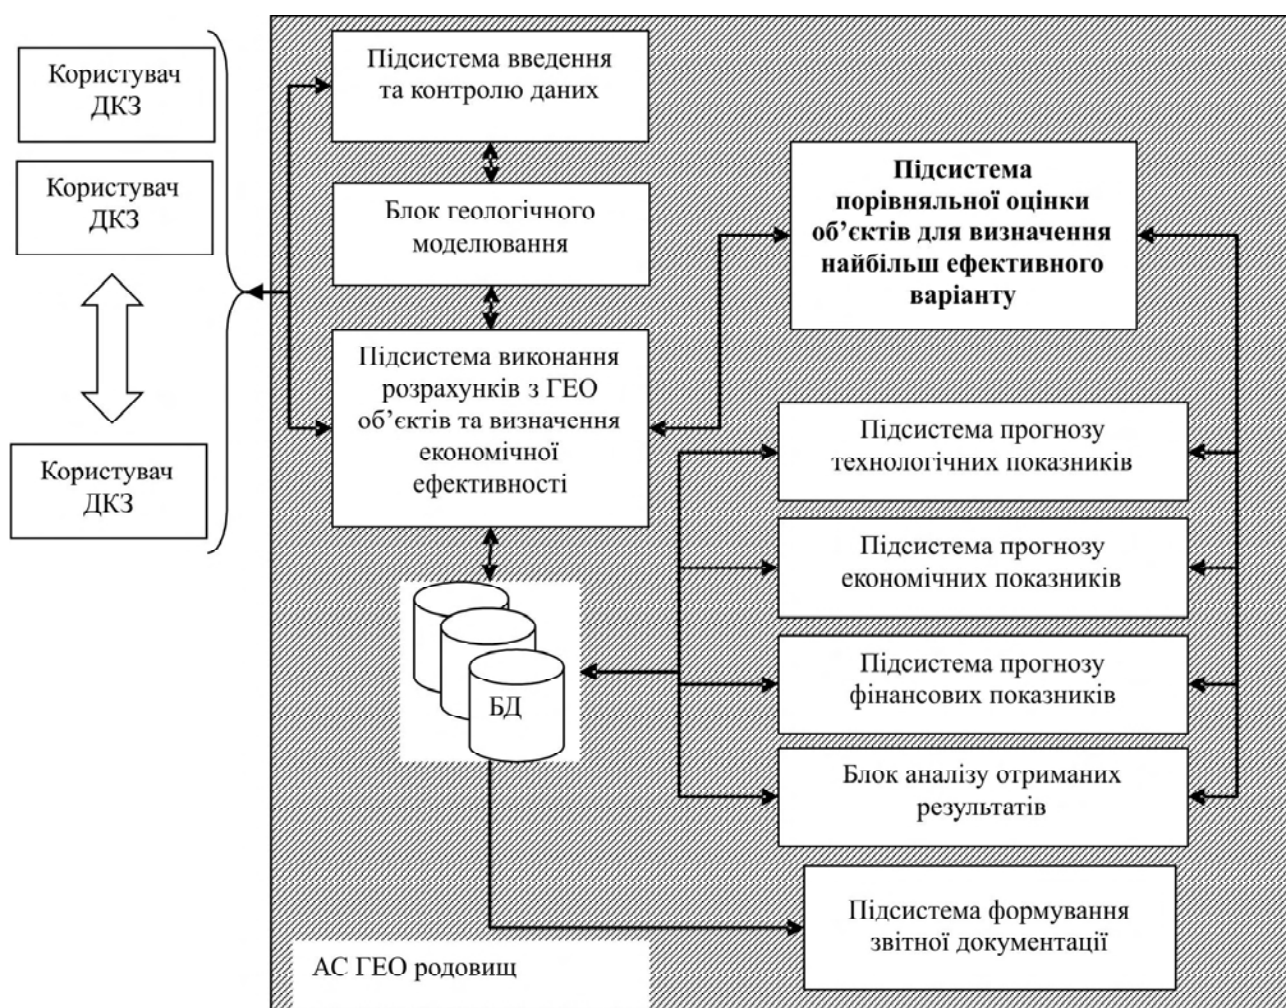 Користувач
ДКЗ
Користувач
ДКЗ
Користувач
ДКЗ
Підсистема введення
та контролю даних
Блок геологічного
моделювання
Підсистема виконання
розрахунків з ГЕО
об’єктів та визначення
економічної
ефективності
БД
АС ГЕО родовищ
Підсистема
порівняльної оцінки
об’єктів для визначення
найбільш ефективного
варіанту
Підсистема прогнозу
технологічних показників
Підсистема прогнозу
економічних показників
Підсистема прогнозу
фінансових показників
Блок аналізу отриманих
результатів
Підсистема формування
звітної документації